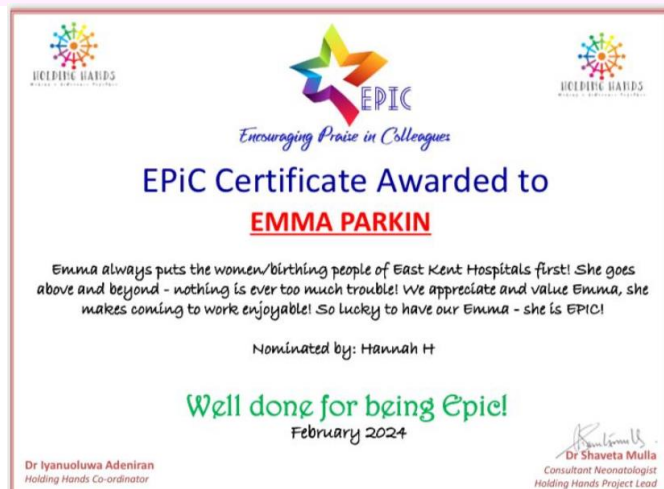 HOLDING HANDS
HOLDING HANDS
EPIC
Encouraging Praise in Colleagues
EPiC Certificate Awarded to
EMMA PARKIN
Emma always puts the women/birthing people of East Kent Hospitals first! She goes
above and beyond - nothing is ever too much trouble! We appreciate and value Emma, she
makes coming to work enjoyable! So lucky to have our Emma - she is EPIC!
Nominated by: Hannah H
Well done for being Epic!
February 2024
Dr Iyanuoluwa Adeniran
Holding Hands Co-ordinator
Dr Shaveta Mulla
Consultant Neonatologist
Holding Hands Project Lead